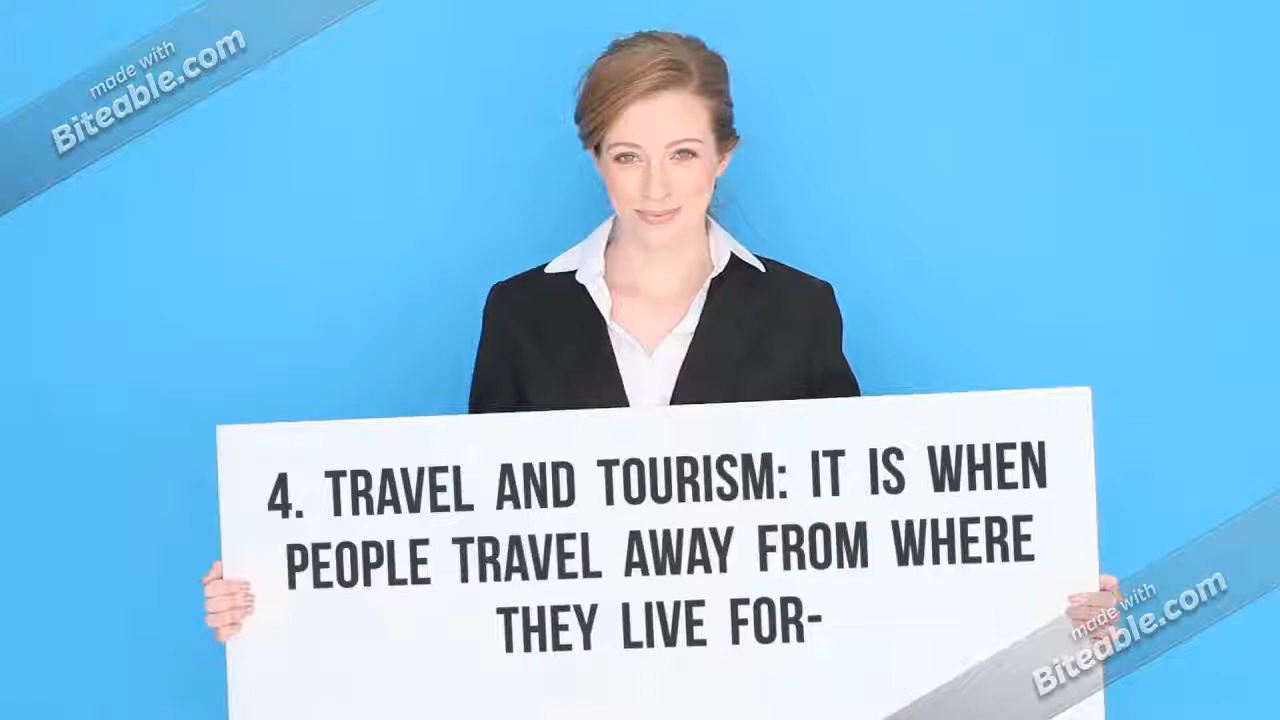 made with
Biteable.com
4. TRAVEL AND TOURISM: IT IS WHEN
PEOPLE TRAVEL AWAY FROM WHERE
THEY LIVE FOR-
made with
Biteable.com